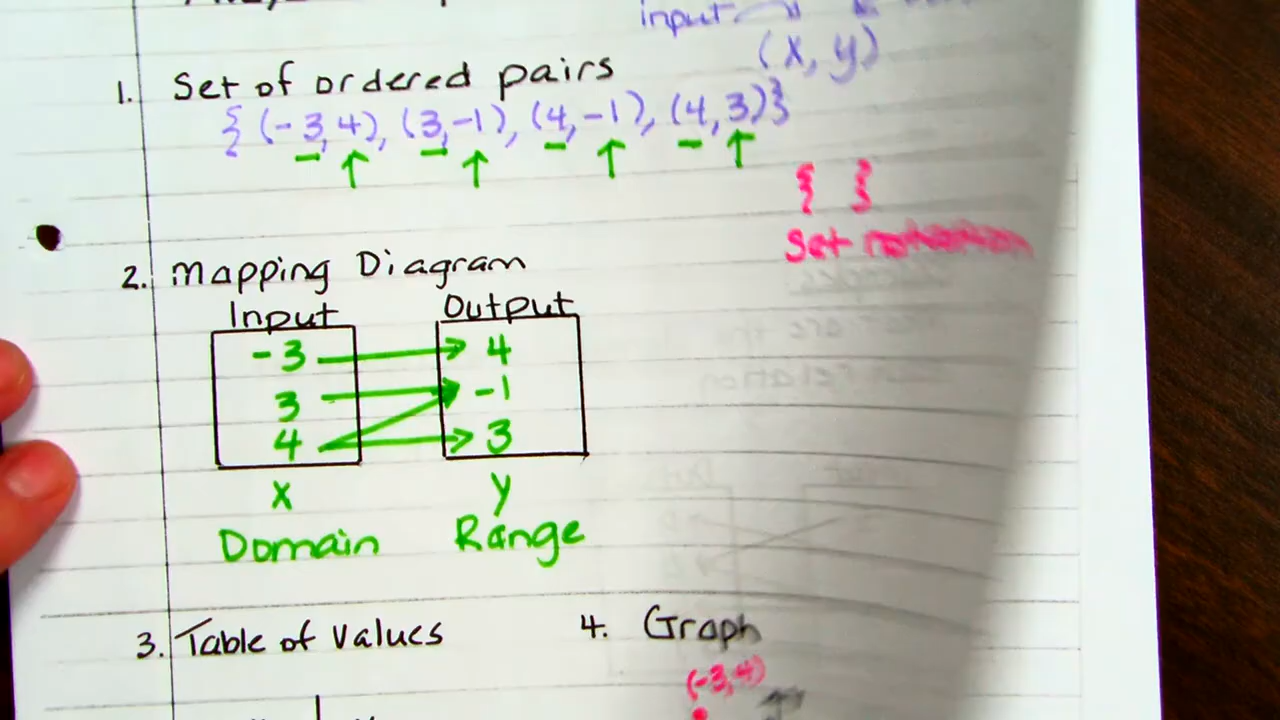 input
(x, y)
1. Set of ordered pairs
{(-3,4), (3,-1), (4,-1), (4,3)}
{ }
Set notation
2. Mapping Diagram
Input Output
-3 4
3 -1
4 3
x y
Domain Range
3. Table of Values 4. Graph
(-3,4)